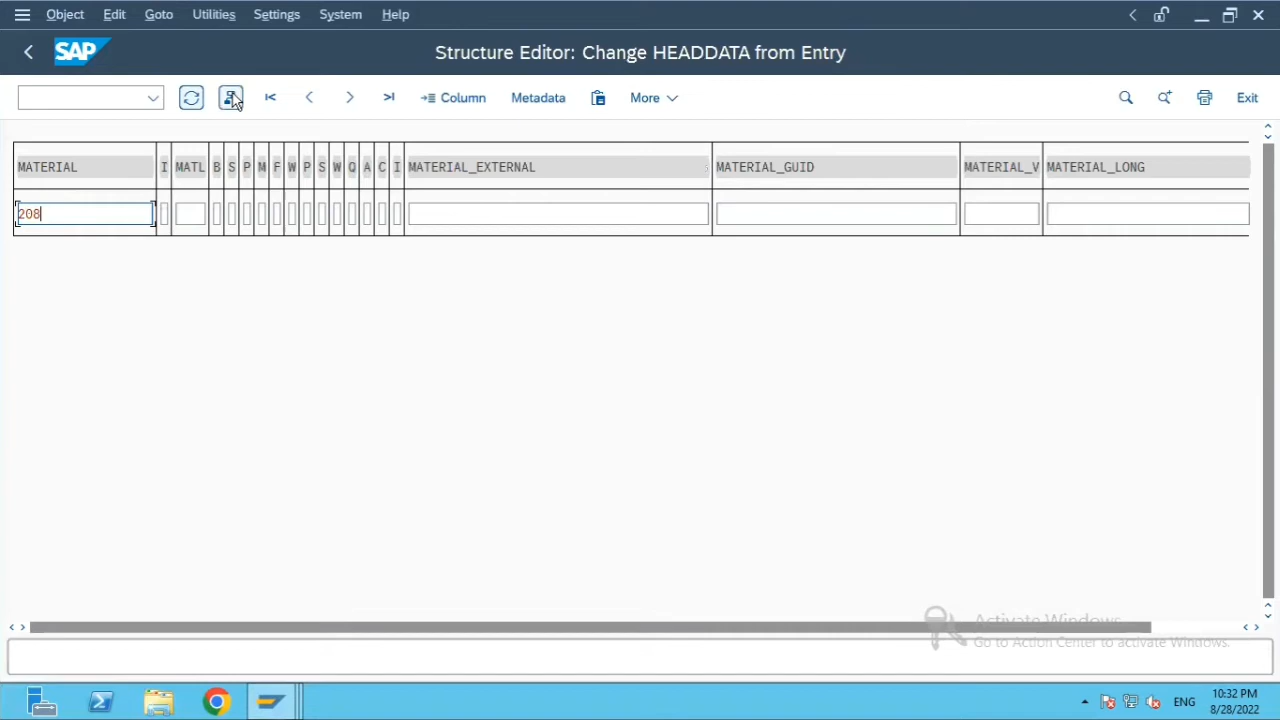 Object Edit Goto Utilities Settings System Help
SAP Structure Editor: Change HEADDATA from Entry
Column Metadata More Exit
MATERIAL I MATL B S P M F W P S W Q A C I MATERIAL_EXTERNAL MATERIAL_GUID MATERIAL_V MATERIAL_LONG
208
Activate Windows
Go to Action Center to activate Windows.
ENG 10:32 PM
8/28/2022